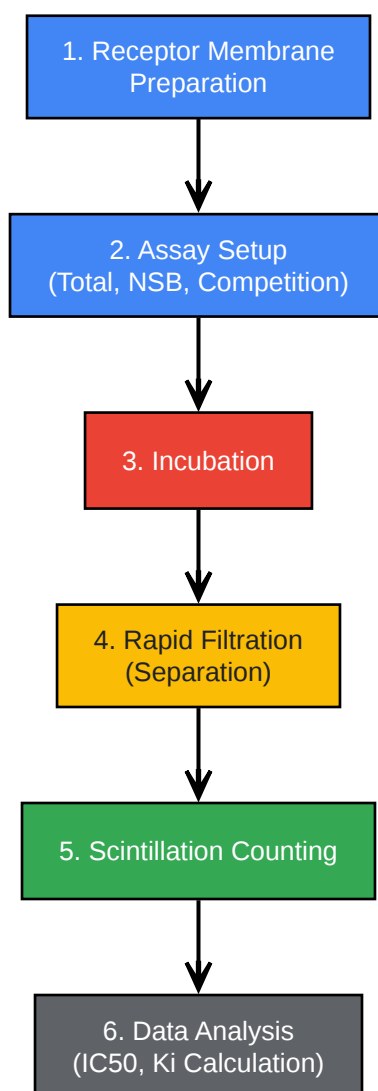 1. Receptor Membrane
Preparation
2. Assay Setup
(Total, NSB, Competition)
3. Incubation
4. Rapid Filtration
(Separation)
5. Scintillation Counting
6. Data Analysis
(IC50, Ki Calculation)